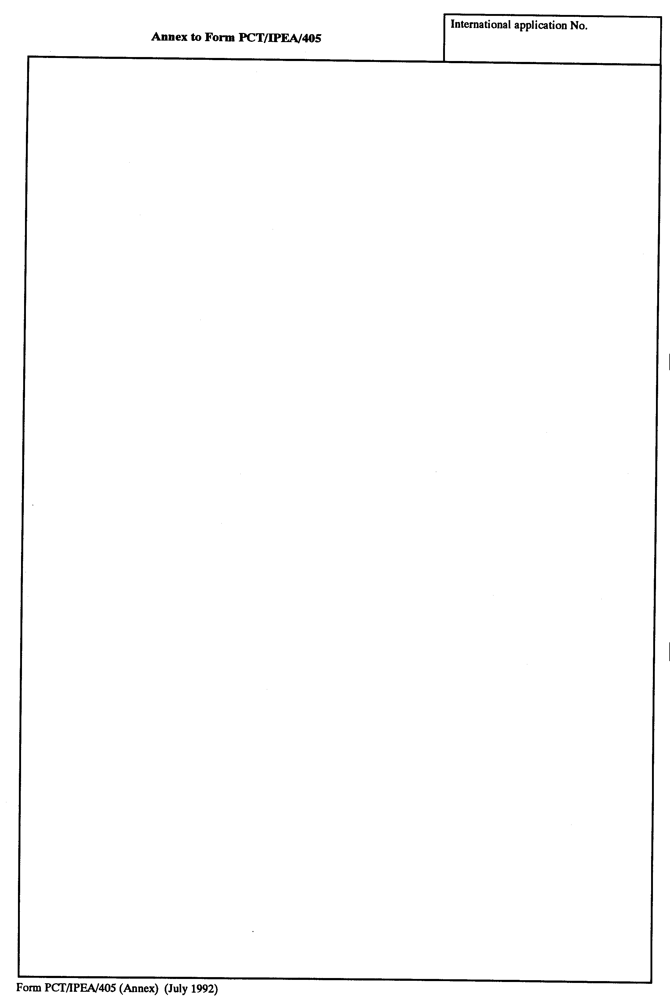 Annex to Form PCT/IPEA/405
International application No.
Form PCT/IPEA/405 (Annex) (July 1992)